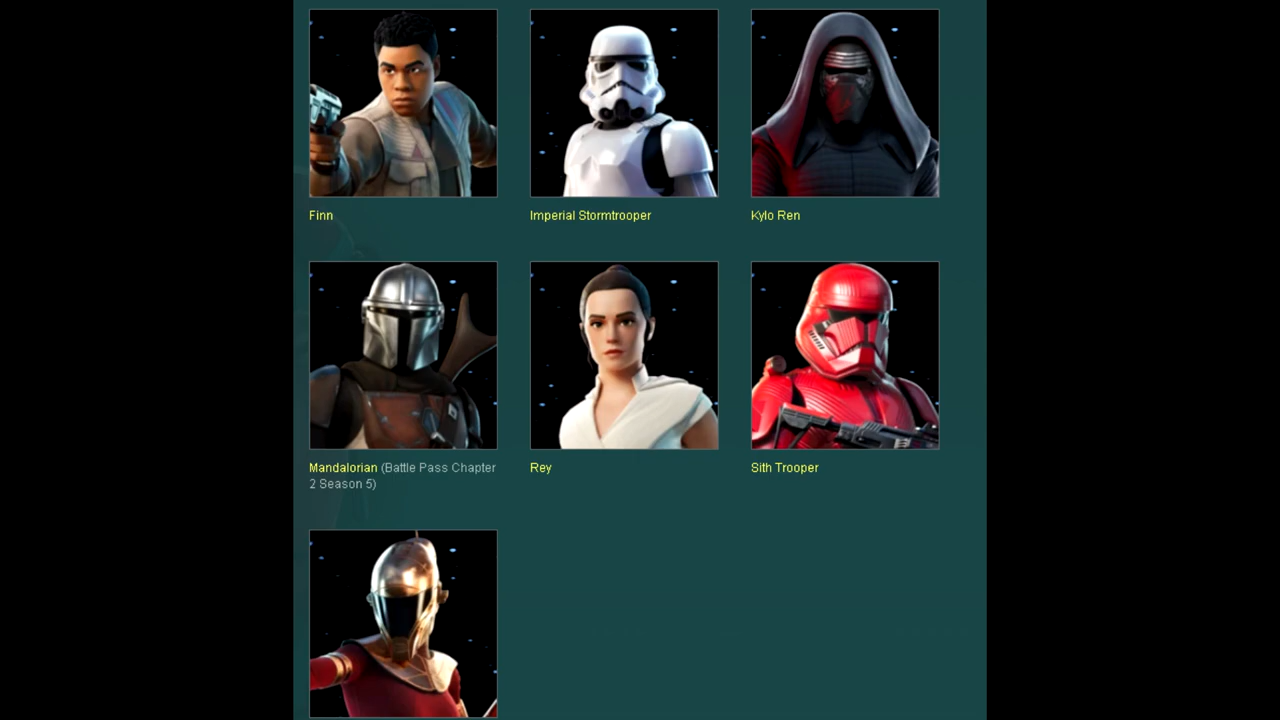 Finn
Imperial Stormtrooper
Kylo Ren
Mandalorian (Battle Pass Chapter
2 Season 5)
Rey
Sith Trooper